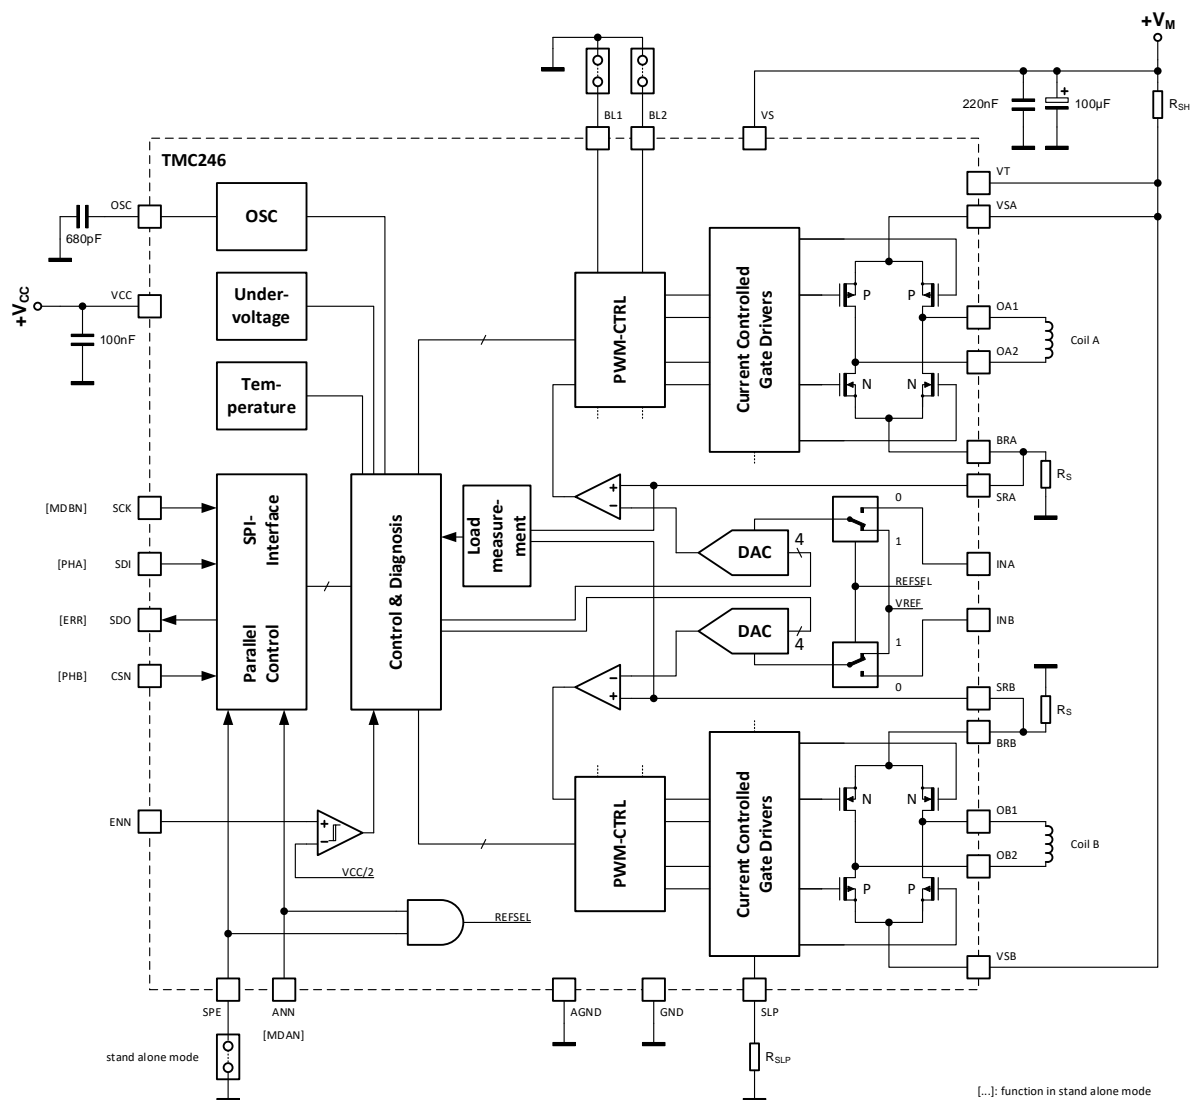 +VM
BL1
BL2
VS
220nF
+
100µF
RSH
TMC246
VT
OSC
OSC
VSA
680pF
+VCC
VCC
Under-
voltage
100nF
PWM-CTRL
Current Controlled
Gate Drivers
P
P
OA1
Coil A
OA2
Tem-
perature
N
N
BRA
RS
SRA
[MDBN]
SCK
SPI-
Interface
Parallel
Control
Control & Diagnosis
Load
measure-
ment
+
−
0
1
DAC
4
[PHA]
SDI
INA
REFSEL
VREF
[ERR]
SDO
DAC
4
1
0
INB
[PHB]
CSN
−
+
SRB
RS
BRB
ENN
+
−
VCC/2
PWM-CTRL
Current Controlled
Gate Drivers
N
N
OB1
Coil B
OB2
P
P
REFSEL
VSB
SPE
ANN
[MDAN]
AGND
GND
SLP
stand alone mode
RSLP
[...]: function in stand alone mode